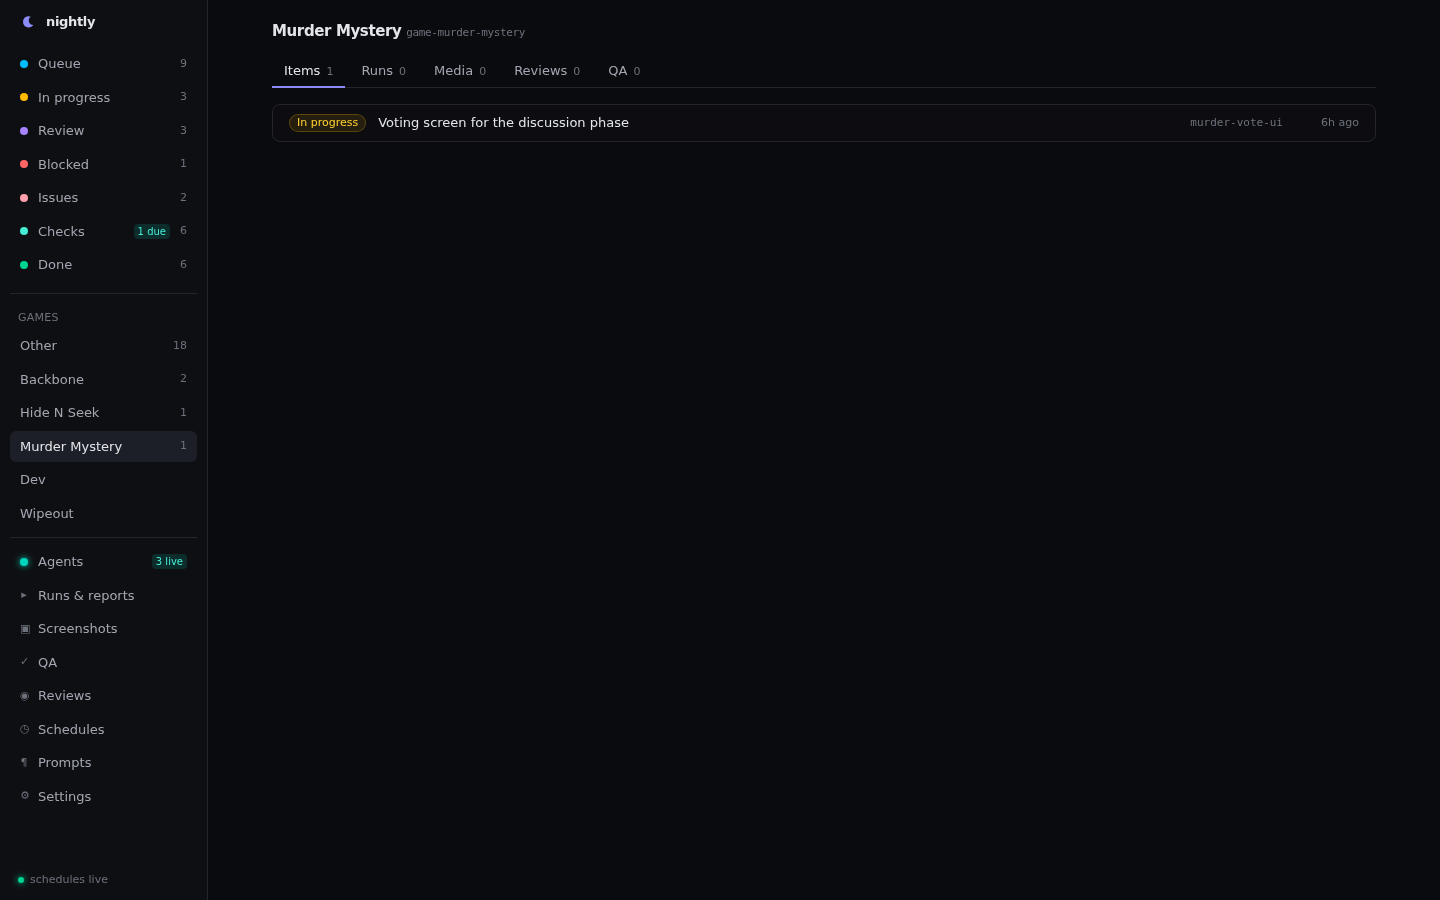 nightly
Queue 9
In progress 3
Review 3
Blocked 1
Issues 2
Checks 1 due 6
Done 6
GAMES
Other 18
Backbone 2
Hide N Seek 1
Murder Mystery 1
Dev
Wipeout
Agents 3 live
Runs & reports
Screenshots
QA
Reviews
Schedules
Prompts
Settings
schedules live
Murder Mystery game-murder-mystery
Items 1 Runs 0 Media 0 Reviews 0 QA 0
In progress Voting screen for the discussion phase murder-vote-ui 6h ago